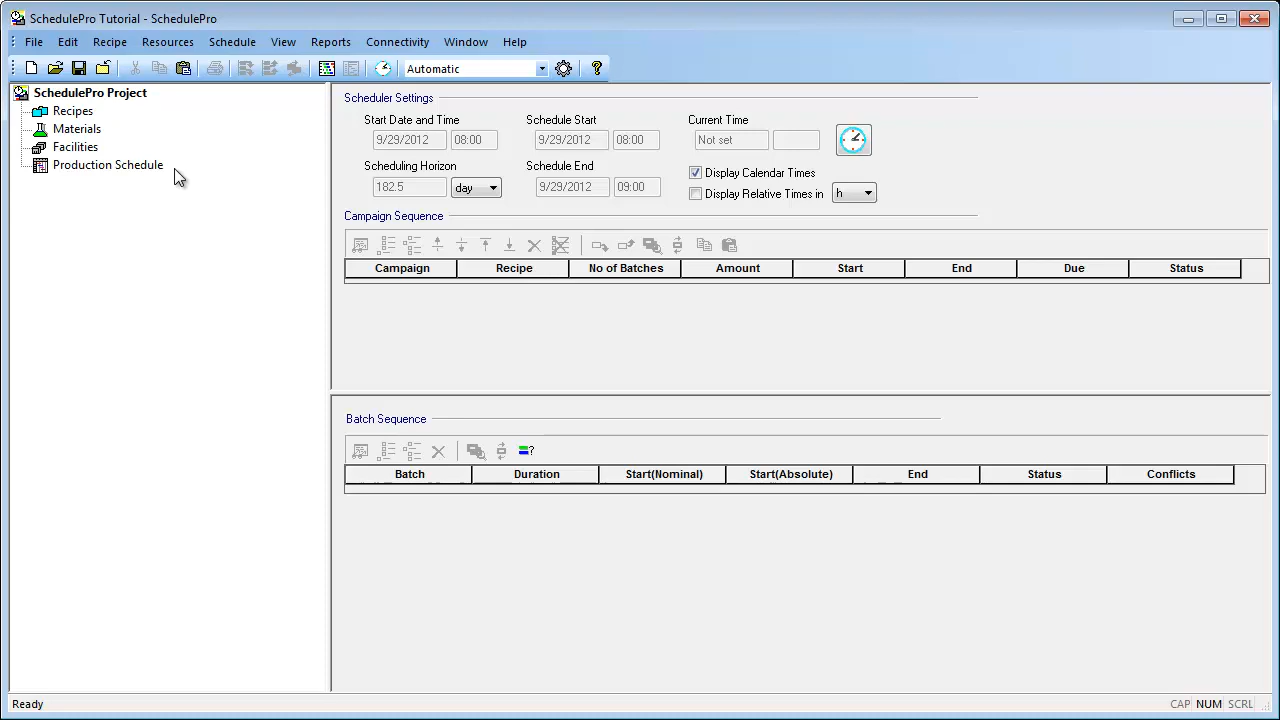 SchedulePro Tutorial - SchedulePro
File Edit Recipe Resources Schedule View Reports Connectivity Window Help
Automatic
SchedulePro Project
Recipes
Materials
Facilities
Production Schedule
Scheduler Settings
Start Date and Time Schedule Start Current Time
9/29/2012 08:00 9/29/2012 08:00 Not set
Scheduling Horizon Schedule End Display Calendar Times
182.5 day 9/29/2012 09:00 Display Relative Times in h
Campaign Sequence
Campaign Recipe No of Batches Amount Start End Due Status
Batch Sequence
Batch Duration Start(Nominal) Start(Absolute) End Status Conflicts
Ready CAP NUM SCRL